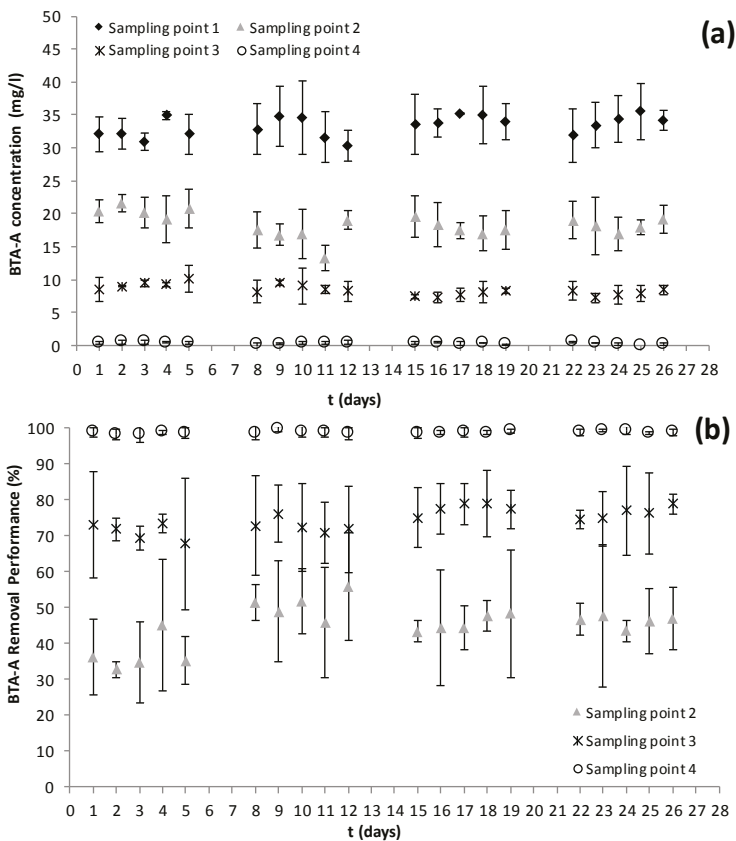 50
45
40
35
30
25
20
15
10
5
0
BTA-A concentration (mg/l)
Sampling point 1 Sampling point 2
Sampling point 3 Sampling point 4
(a)
0 1 2 3 4 5 6 7 8 9 10 11 12 13 14 15 16 17 18 19 20 21 22 23 24 25 26 27 28
t (days)
100
90
80
70
60
50
40
30
20
10
0
BTA-A Removal Performance (%)
(b)
Sampling point 2
Sampling point 3
Sampling point 4
0 1 2 3 4 5 6 7 8 9 10 11 12 13 14 15 16 17 18 19 20 21 22 23 24 25 26 27 28
t (days)